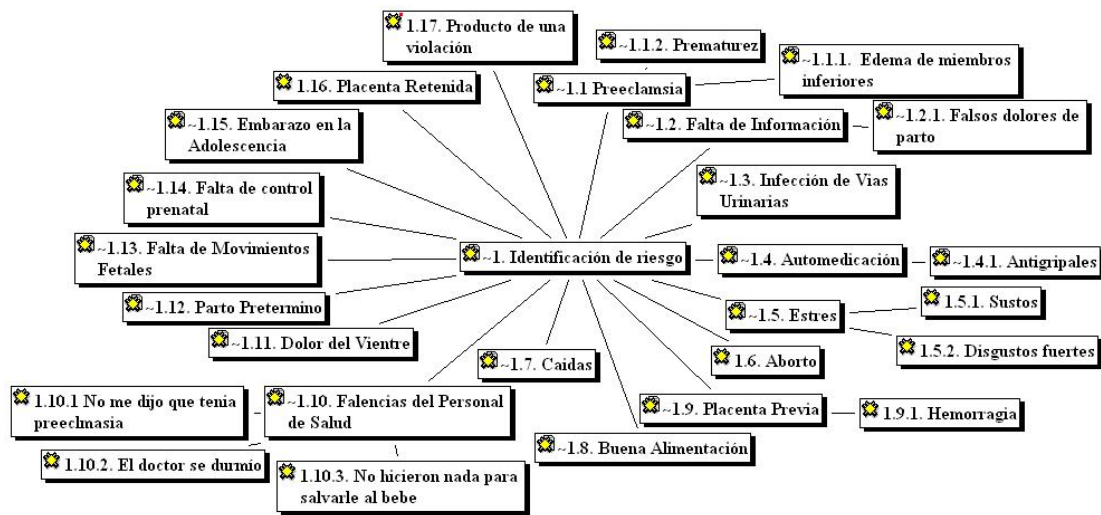 1.17. Producto de una
violación
~1.1.2. Prematurez
~1.1.1. Edema de miembros
inferiores
1.16. Placenta Retenida
~1.1 Preeclamsia
~1.15. Embarazo en la
Adolescencia
~1.2. Falta de Información
~1.2.1. Falsos dolores de
parto
~1.14. Falta de control
prenatal
~1.3. Infección de Vias
Urinarias
~1.13. Falta de Movimientos
Fetales
~1. Identificación de riesgo
~1.4. Automedicación
~1.4.1. Antigripales
~1.12. Parto Pretermino
~1.5. Estres
1.5.1. Sustos
~1.11. Dolor del Vientre
~1.7. Caidas
1.6. Aborto
1.5.2. Disgustos fuertes
1.10.1 No me dijo que tenia
preeclmasia
~1.10. Falencias del Personal
de Salud
~1.9. Placenta Previa
1.9.1. Hemorragia
1.10.2. El doctor se durmío
1.10.3. No hicieron nada para
salvarle al bebe
~1.8. Buena Alimentación